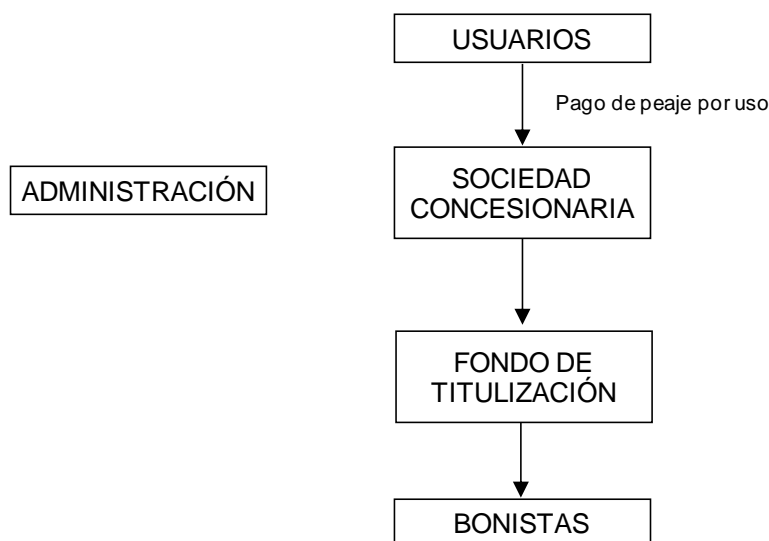 USUARIOS
Pago de peaje por uso
ADMINISTRACIÓN
SOCIEDAD
CONCESIONARIA
FONDO DE
TITULIZACIÓN
BONISTAS